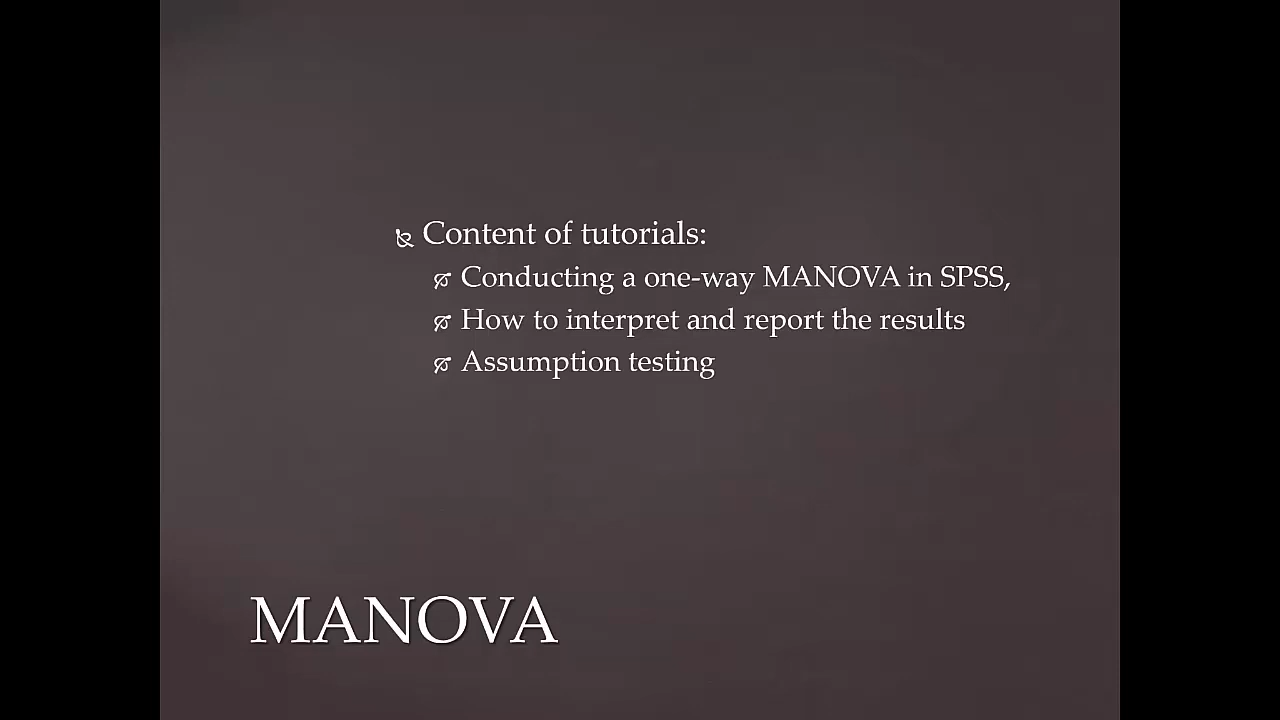 Content of tutorials:
Conducting a one-way MANOVA in SPSS,
How to interpret and report the results
Assumption testing
MANOVA